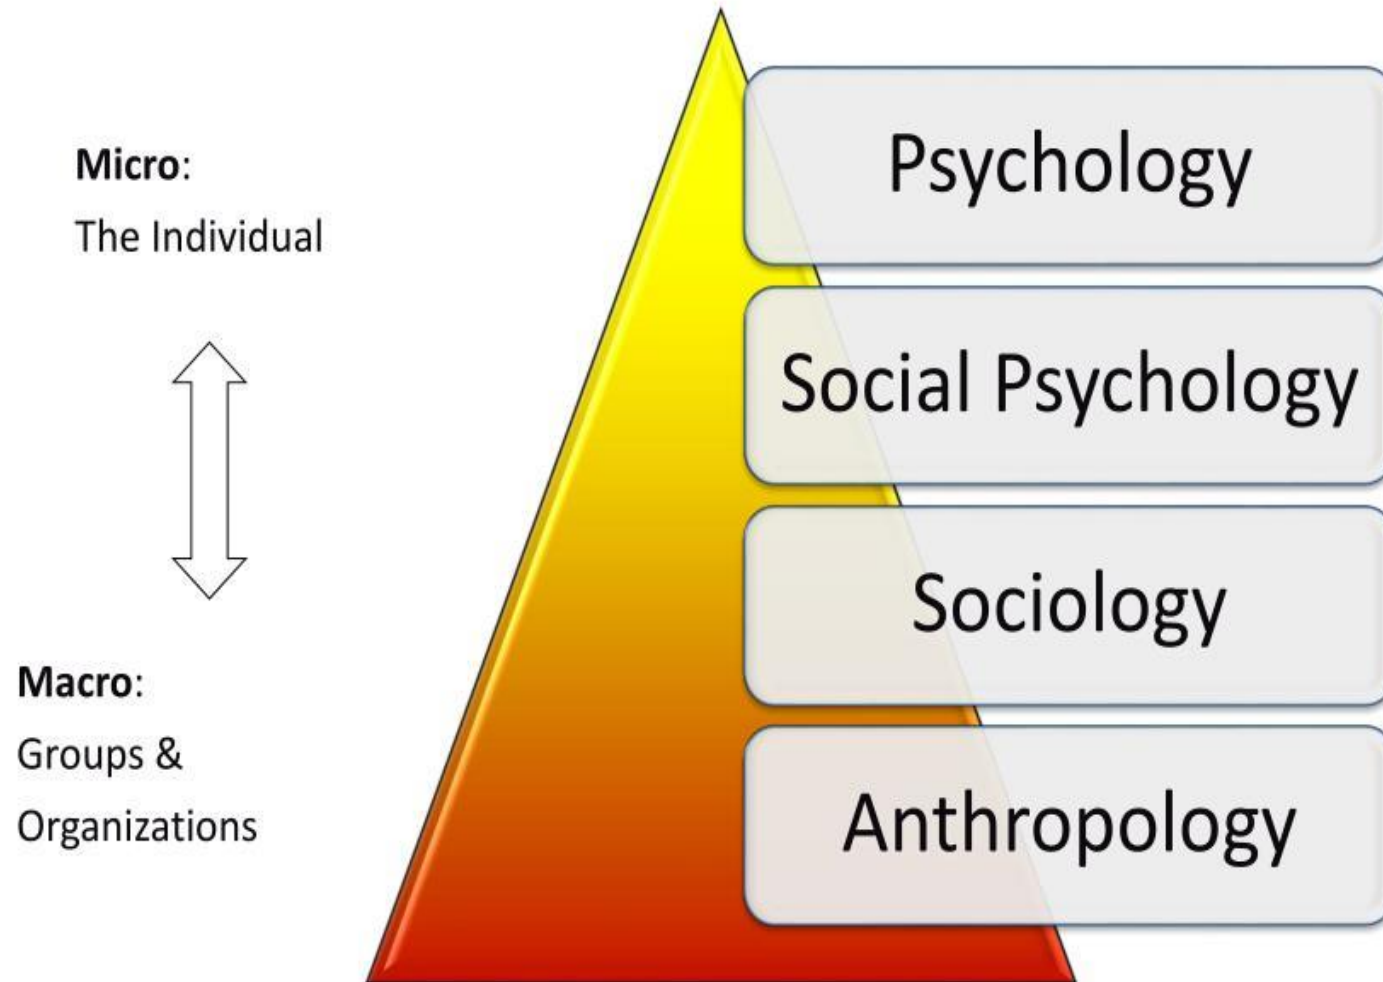 Micro:
The Individual
Macro:
Groups &
Organizations
Psychology
Social Psychology
Sociology
Anthropology